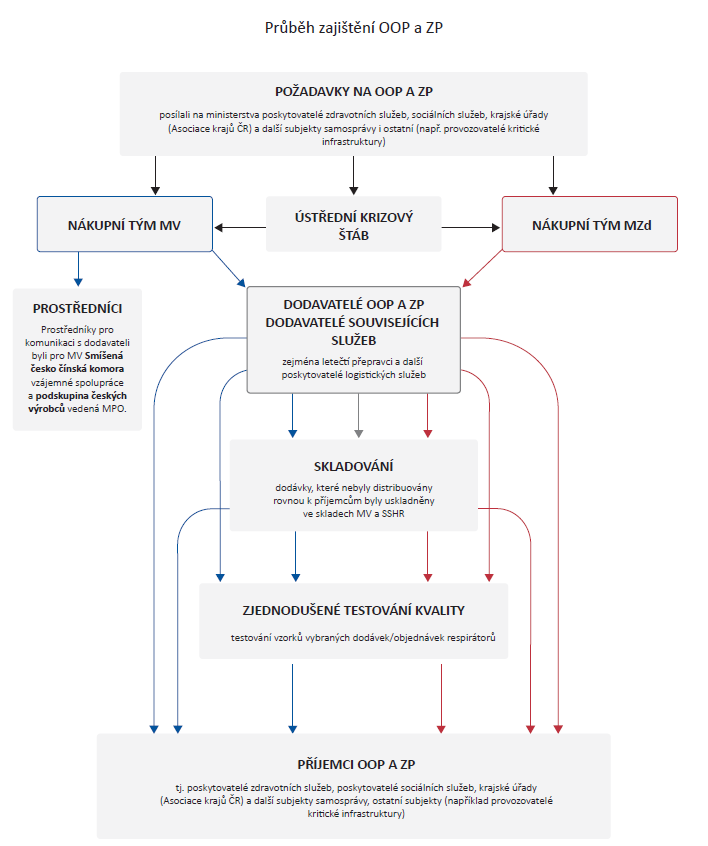 Průběh zajištění OOP a ZP
POŽADAVKY NA OOP A ZP
posílali na ministerstva poskytovatelé zdravotních služeb, sociálních služeb, krajské úřady
(Asociace krajů ČR) a další subjekty samosprávy i ostatní (např. provozovatelé kritické
infrastruktury)
NÁKUPNÍ TÝM MV
ÚSTŘEDNÍ KRIZOVÝ
ŠTÁB
NÁKUPNÍ TÝM MZd
PROSTŘEDNÍCI
Prostředníky pro
komunikaci s dodavateli
byli pro MV Smíšená
česko čínská komora
vzájemné spolupráce
a podskupina českých
výrobců vedená MPO.
DODAVATELÉ OOP A ZP
DODAVATELÉ SOUVISEJÍCÍCH
SLUŽEB
zejména letečtí přepravci a další
poskytovatelé logistických služeb
SKLADOVÁNÍ
dodávky, které nebyly distribuovány
rovnou k příjemcům byly uskladněny
ve skladech MV a SSHR
ZJEDNODUŠENÉ TESTOVÁNÍ KVALITY
testování vzorků vybraných dodávek/objednávek respirátorů
PŘÍJEMCI OOP A ZP
tj. poskytovatelé zdravotních služeb, poskytovatelé sociálních služeb, krajské úřady
(Asociace krajů ČR) a další subjekty samosprávy, ostatní subjekty (například provozovatelé
kritické infrastruktury)